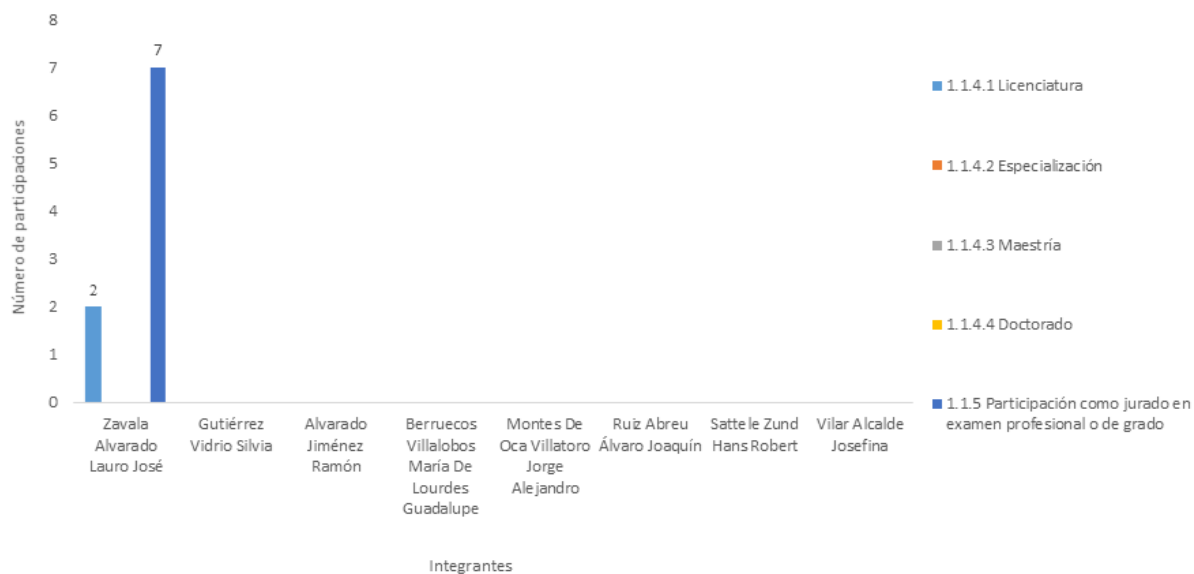 8
7
6
5
4
3
2
1
0
Número de participaciones
2
7
Zavala
Alvarado
Lauro José
Gutiérrez
Vidrio Silvia
Alvarado
Jiménez
Ramón
Berruecos
Villalobos
María De
Lourdes
Guadalupe
Montes De
Oca Villatoro
Jorge
Alejandro
Ruiz Abreu
Álvaro Joaquín
Sattele Zund
Hans Robert
Vilar Alcalde
Josefina
Integrantes
1.1.4.1 Licenciatura
1.1.4.2 Especialización
1.1.4.3 Maestría
1.1.4.4 Doctorado
1.1.5 Participación como jurado en
examen profesional o de grado